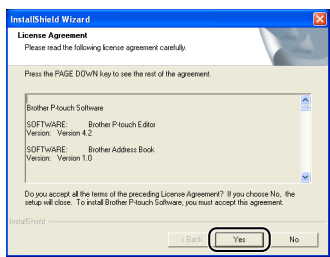 InstallShield Wizard
License Agreement
Please read the following license agreement carefully.
Press the PAGE DOWN key to see the rest of the agreement.
Brother P-touch Software
SOFTWARE: Brother P-touch Editor
Version: Version 4.2
SOFTWARE: Brother Address Book
Version: Version 1.0
Do you accept all the terms of the preceding License Agreement? If you choose No, the
setup will close. To install Brother P-touch Software, you must accept this agreement.
InstallShield
< Back Yes No